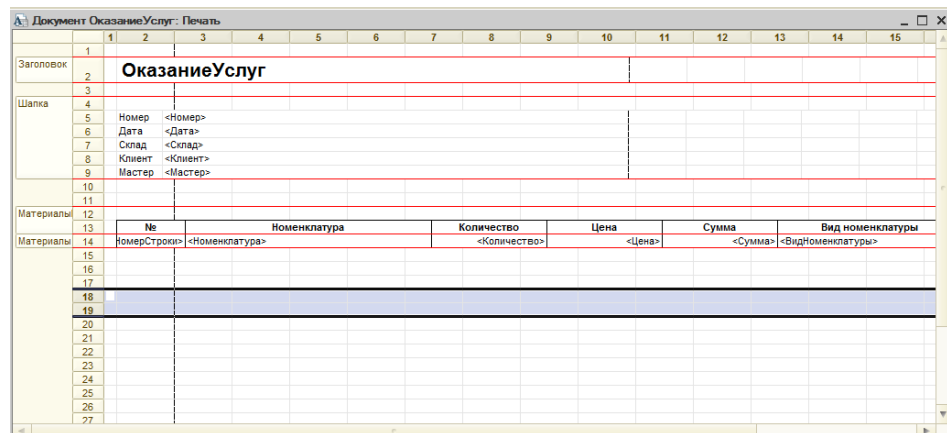 Документ ОказаниеУслуг: Печать
1 2 3 4 5 6 7 8 9 10 11 12 13 14 15
1
Заголовок 2 ОказаниеУслуг
3
Шапка 4
5 Номер <Номер>
6 Дата <Дата>
7 Склад <Склад>
8 Клиент <Клиент>
9 Мастер <Мастер>
10
11
Материалы 12
13 № Номенклатура Количество Цена Сумма Вид номенклатуры
Материалы 14 НомерСтроки> <Номенклатура> <Количество> <Цена> <Сумма> <ВидНоменклатуры>
15
16
17
18
19
20
21
22
23
24
25
26
27